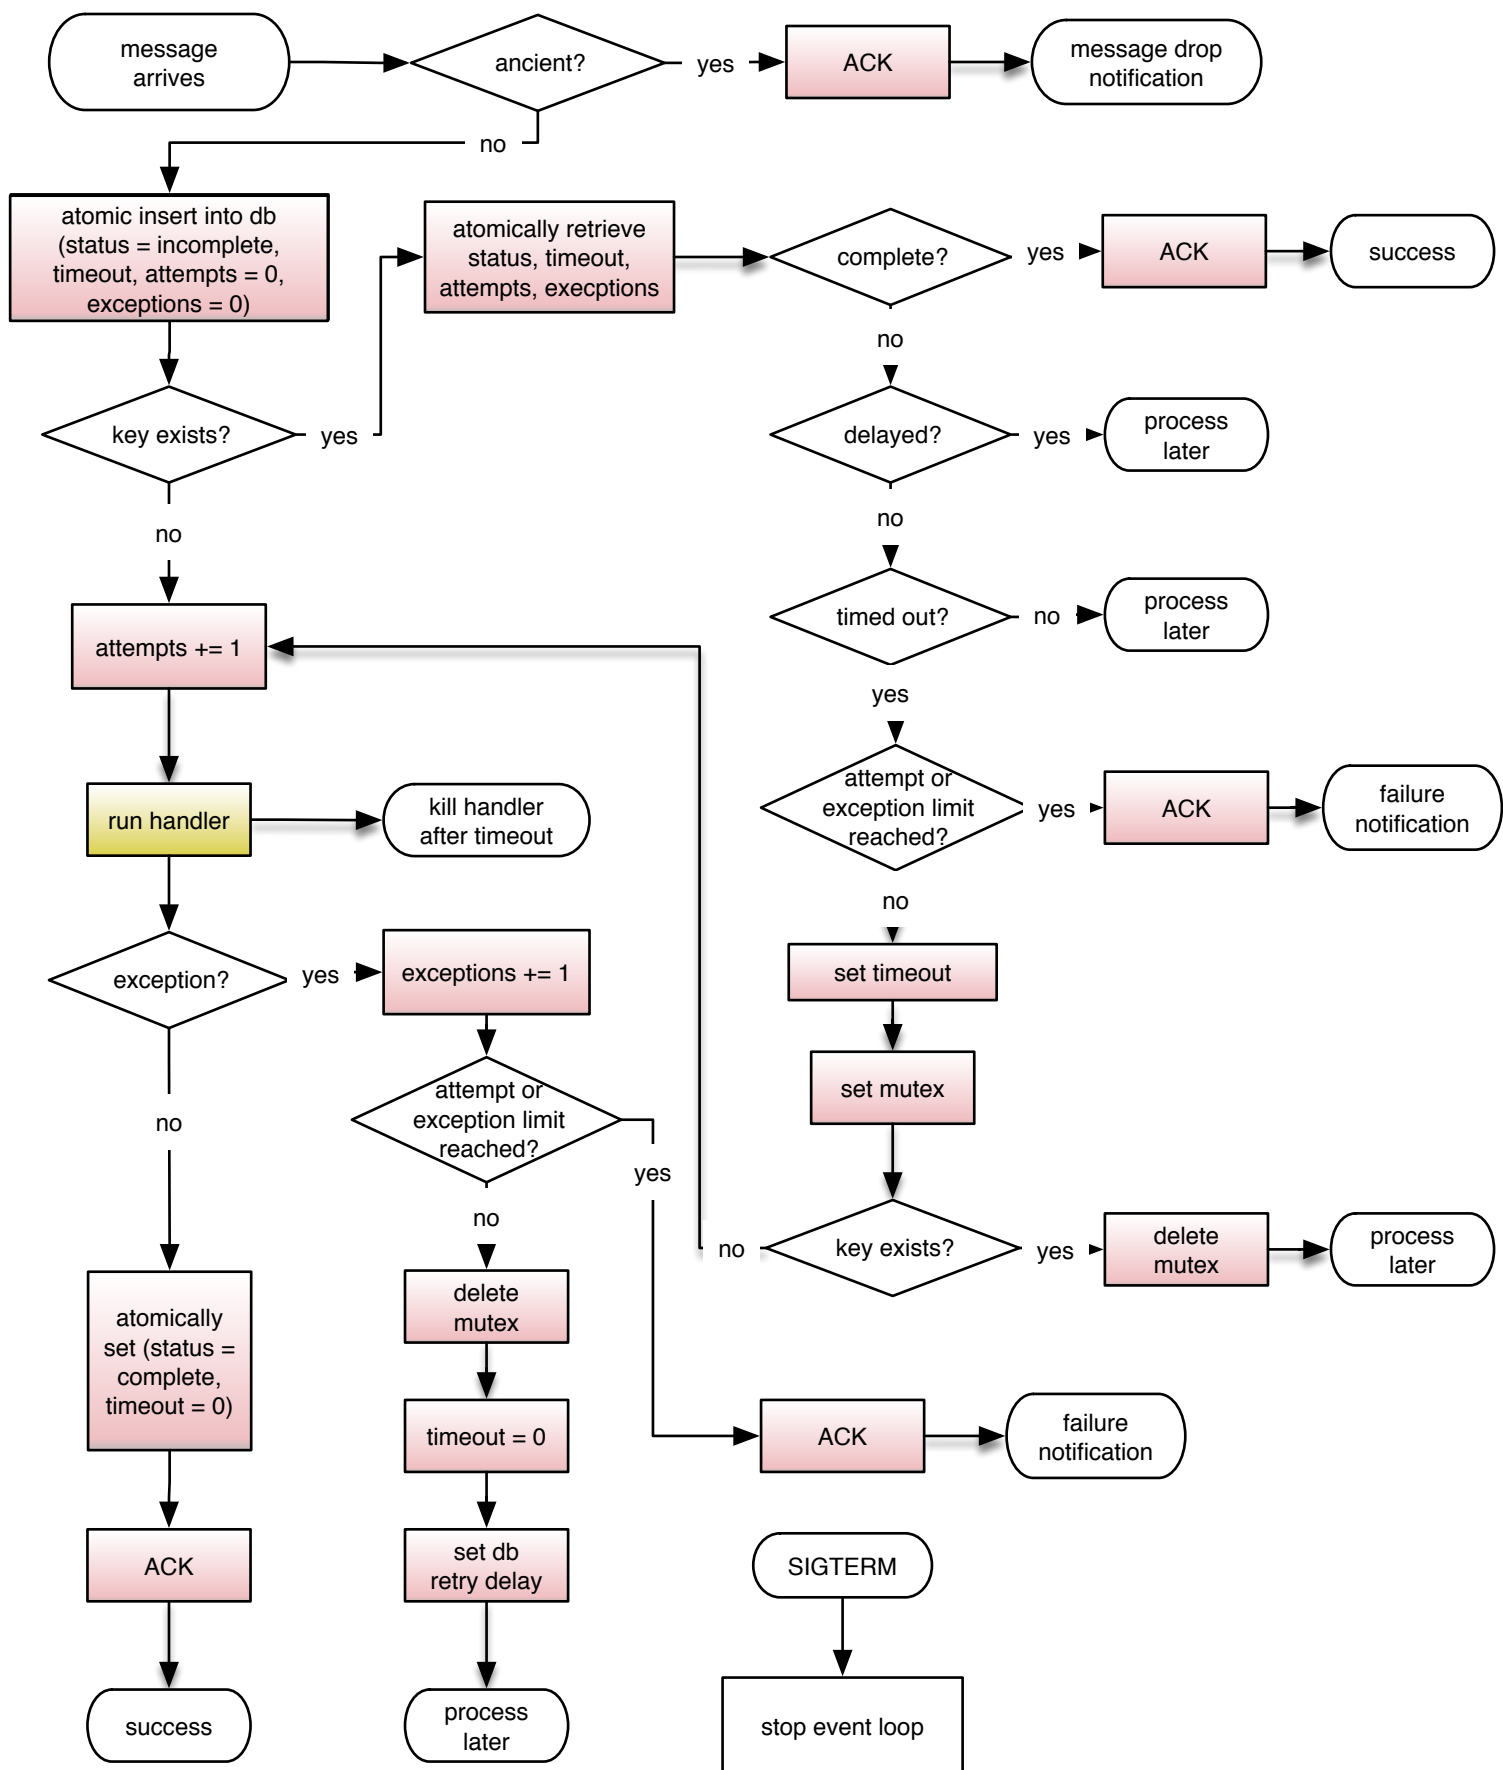 message
arrives
ancient?
yes
ACK
message drop
notification
no
atomic insert into db
(status = incomplete,
timeout, attempts = 0,
exceptions = 0)
atomically retrieve
status, timeout,
attempts, execptions
complete?
yes
ACK
success
no
key exists?
yes
delayed?
yes
process
later
no
no
attempts += 1
timed out?
no
process
later
yes
run handler
kill handler
after timeout
attempt or
exception limit
reached?
yes
ACK
failure
notification
no
exception?
yes
exceptions += 1
set timeout
attempt or
exception limit
reached?
set mutex
no
yes
no
key exists?
no
yes
delete
mutex
process
later
atomically
set (status =
complete,
timeout = 0)
delete
mutex
timeout = 0
ACK
failure
notification
ACK
set db
retry delay
SIGTERM
success
process
later
stop event loop